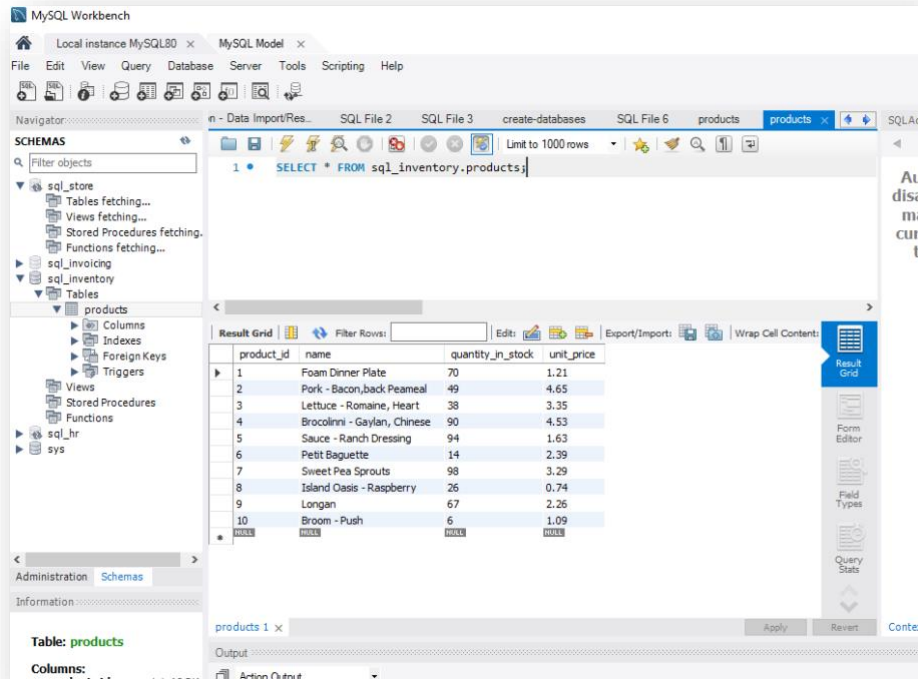 MySQL Workbench
Local instance MySQL80 × MySQL Model ×
File Edit View Query Database Server Tools Scripting Help
Navigator
n - Data Import/Res... SQL File 2 SQL File 3 create-databases SQL File 6 products products ×
SCHEMAS
Limit to 1000 rows
Filter objects
1 SELECT * FROM sql_inventory.products;
sql_store
Tables fetching...
Views fetching...
Stored Procedures fetching.
Functions fetching...
sql_invoicing
sql_inventory
Tables
products
Columns
Indexes
Foreign Keys
Triggers
Views
Stored Procedures
Functions
sql_hr
sys
Result Grid Filter Rows: Edit: Export/Import: Wrap Cell Content:
product_id name quantity_in_stock unit_price
1 Foam Dinner Plate 70 1.21
2 Pork - Bacon,back Peameal 49 4.65
3 Lettuce - Romaine, Heart 38 3.35
4 Brocolinni - Gaylan, Chinese 90 4.53
5 Sauce - Ranch Dressing 94 1.63
6 Petit Baguette 14 2.39
7 Sweet Pea Sprouts 98 3.29
8 Island Oasis - Raspberry 26 0.74
9 Longan 67 2.26
10 Broom - Push 6 1.09
NULL NULL NULL NULL
Result
Grid
Form
Editor
Field
Types
Query
Stats
Administration Schemas
Information
Table: products
Columns:
products 1 × Apply Revert
Output
Action Output